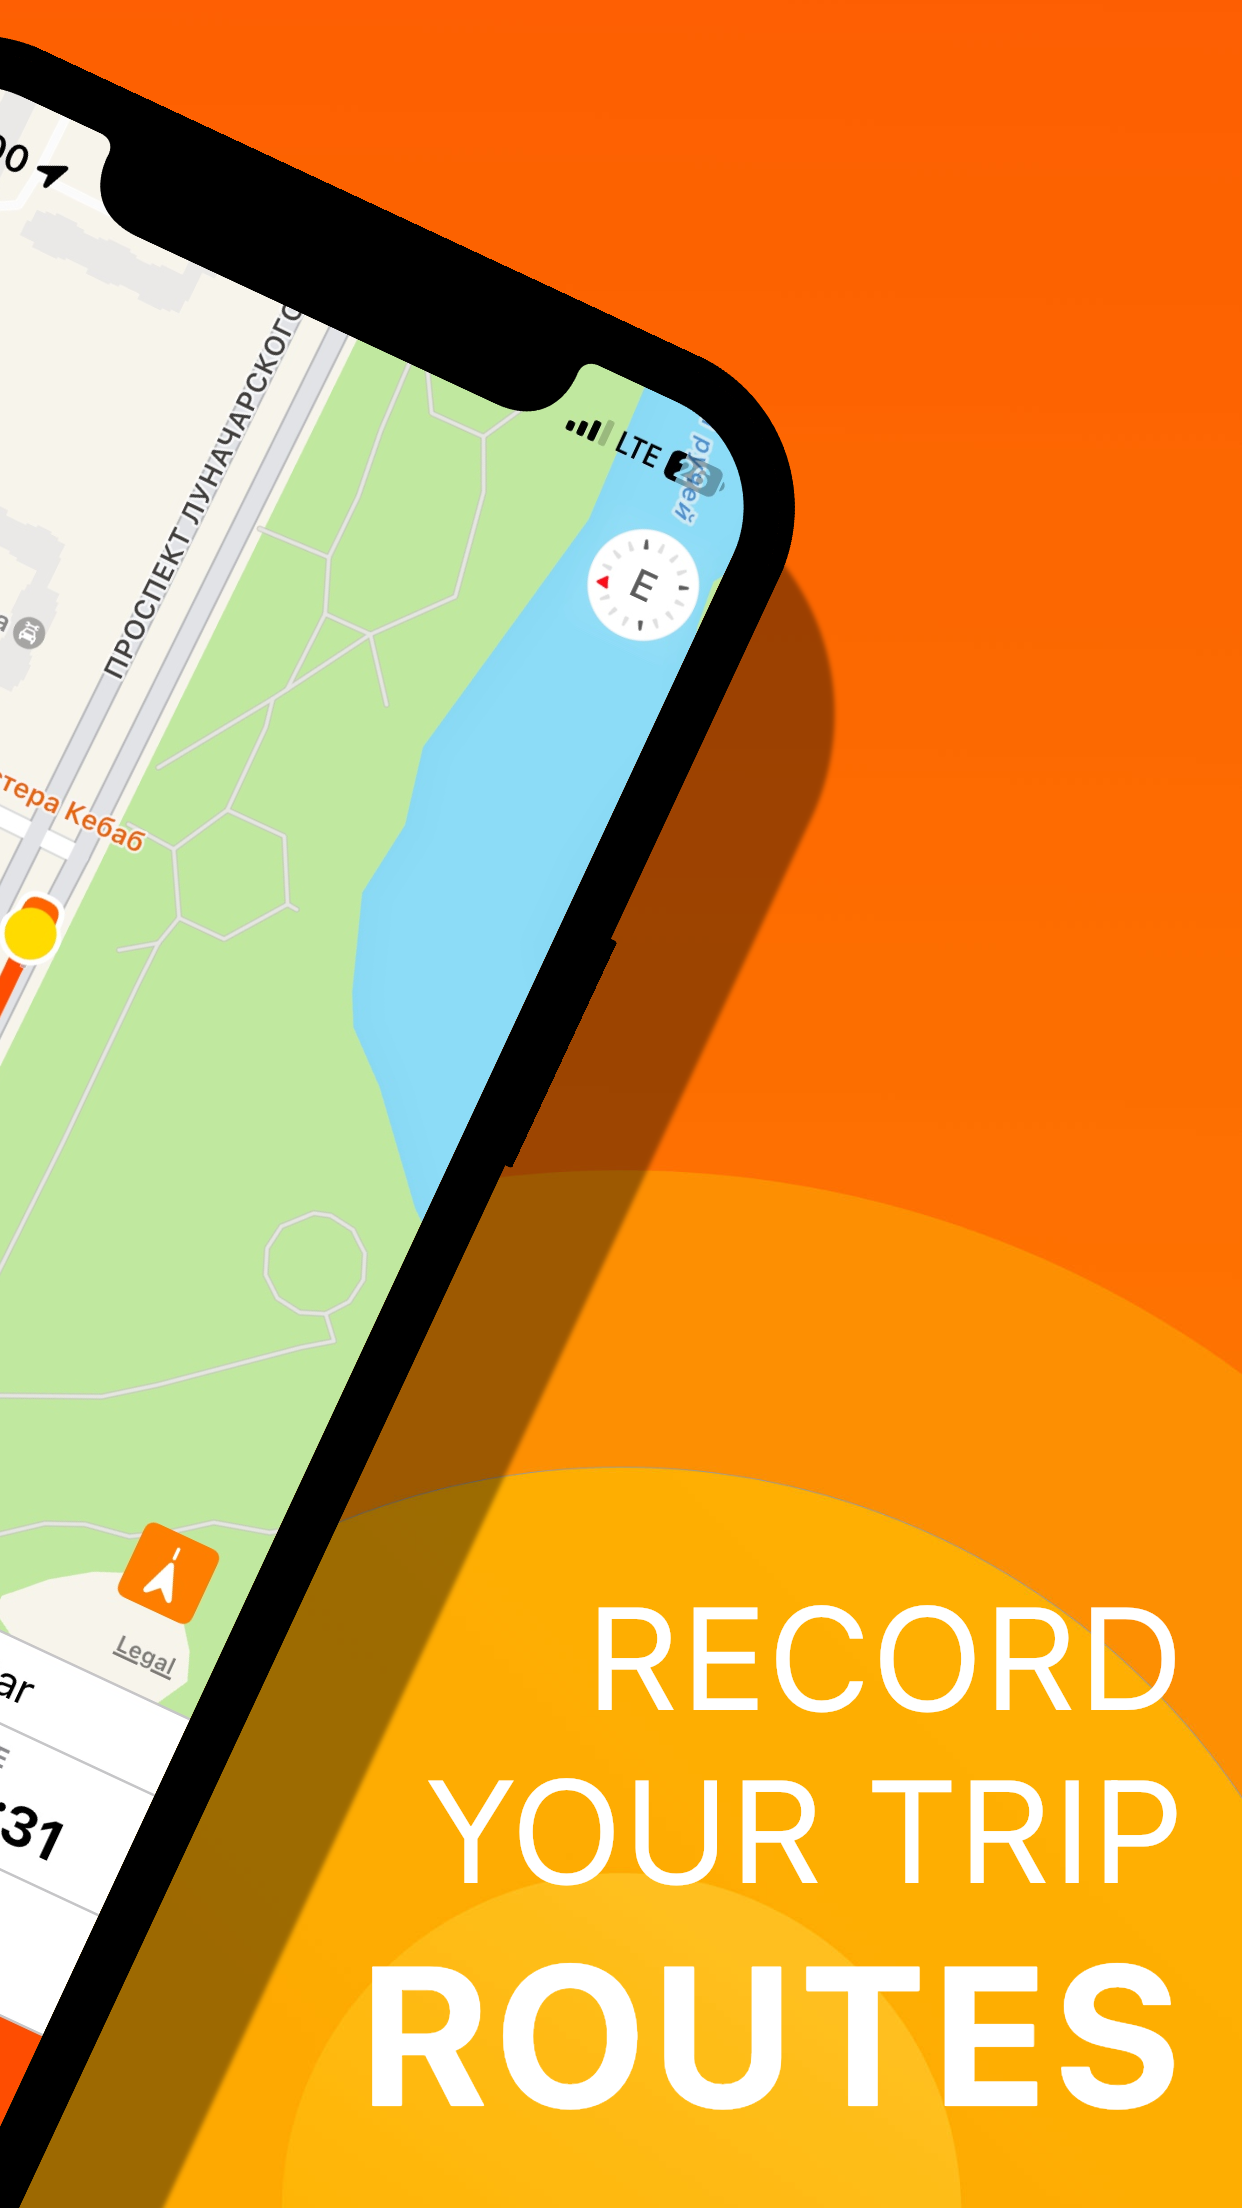 ПРОСПЕКТ ЛУНАЧАРСКОГО
LTE
E
Кебаб
Legal
:31
RECORD
YOUR TRIP
ROUTES